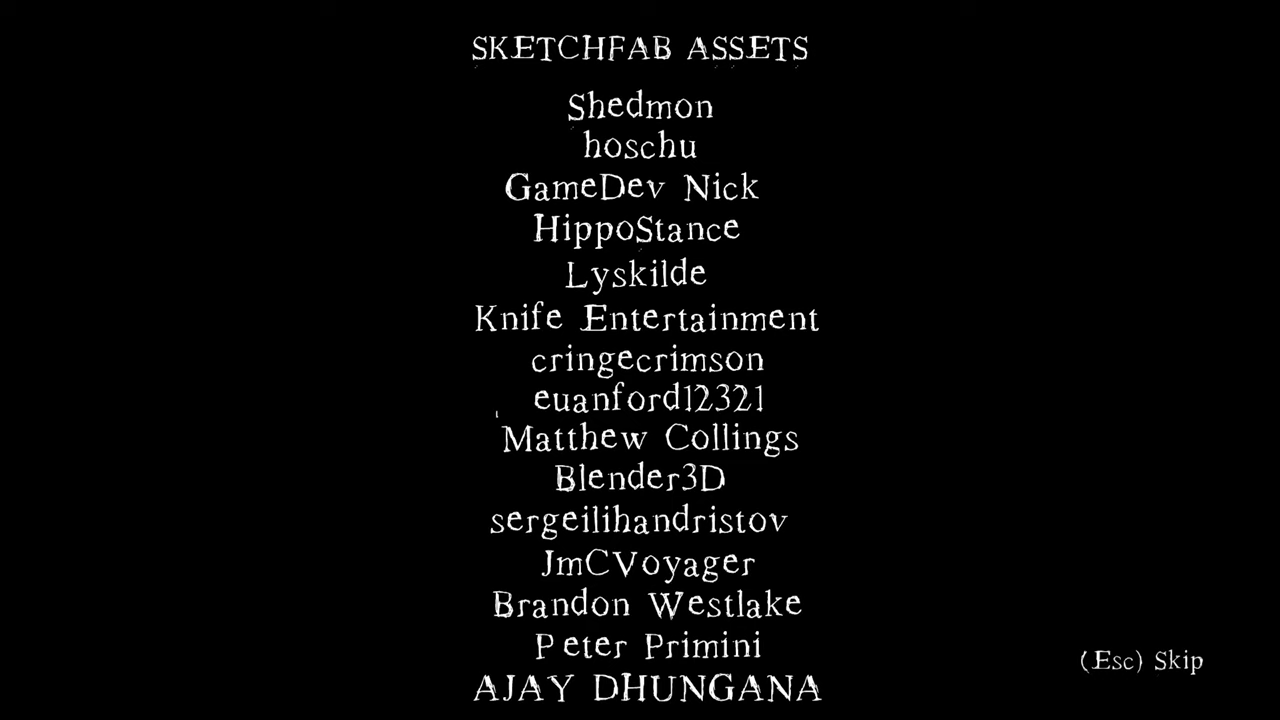 SKETCHFAB ASSETS
Shedmon
hoschu
GameDev Nick
HippoStance
Lyskilde
Knife Entertainment
cringecrimson
euanford12321
Matthew Collings
Blender3D
sergeilihandristov
JmCVoyager
Brandon Westlake
Peter Primini
(Esc) Skip
AJAY DHUNGANA